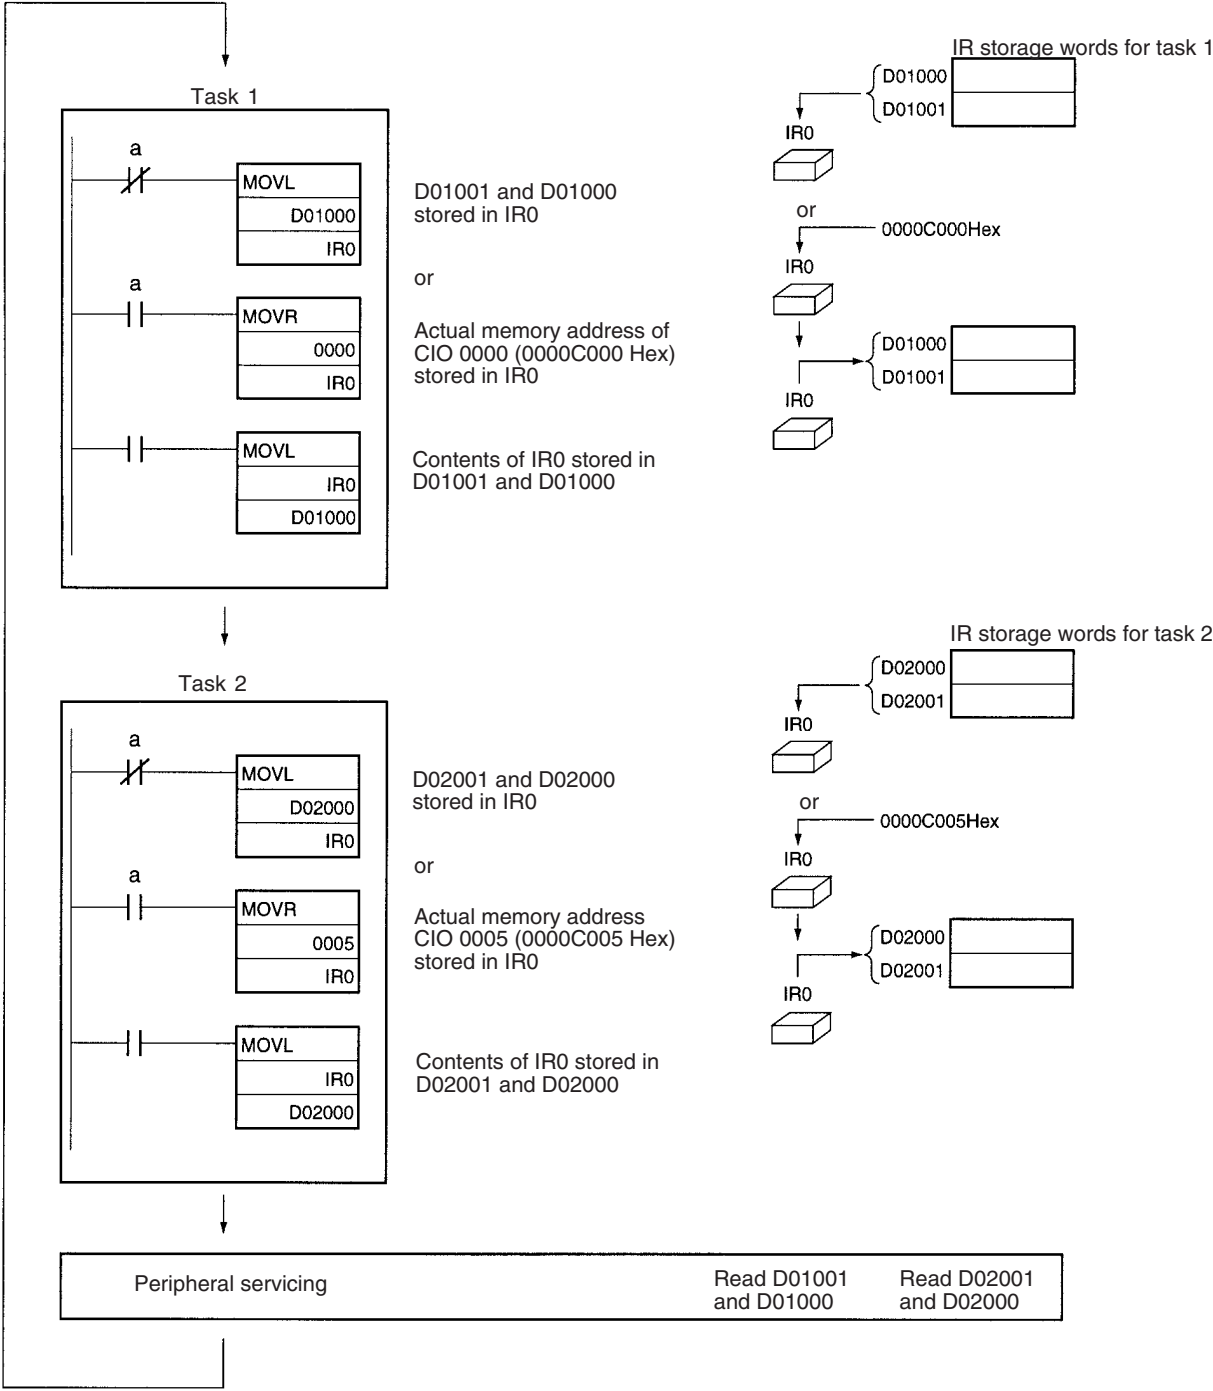 Task 1
a
MOVL
D01000
IR0
D01001 and D01000
stored in IR0
or
a
MOVR
0000
IR0
Actual memory address of
CIO 0000 (0000C000 Hex)
stored in IR0
MOVL
IR0
D01000
Contents of IR0 stored in
D01001 and D01000
IR storage words for task 1
D01000
D01001
IR0
or
0000C000Hex
IR0
D01000
D01001
IR0
Task 2
a
MOVL
D02000
IR0
D02001 and D02000
stored in IR0
or
a
MOVR
0005
IR0
Actual memory address
CIO 0005 (0000C005 Hex)
stored in IR0
MOVL
IR0
D02000
Contents of IR0 stored in
D02001 and D02000
IR storage words for task 2
D02000
D02001
IR0
or
0000C005Hex
IR0
D02000
D02001
IR0
Peripheral servicing
Read D01001
and D01000
Read D02001
and D02000